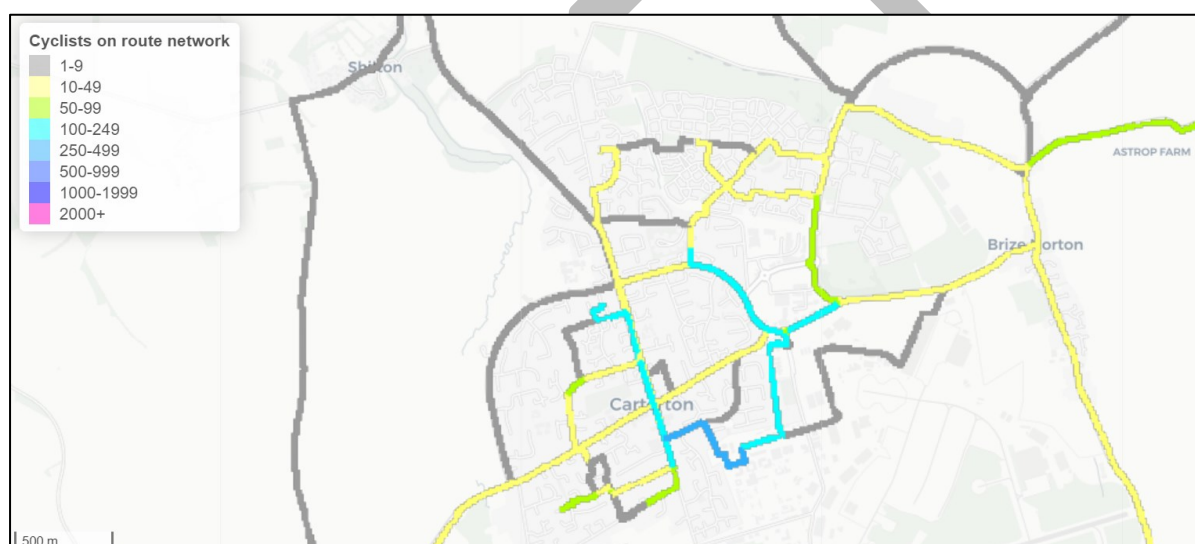 Cyclists on route network
1-9
10-49
50-99
100-249
250-499
500-999
1000-1999
2000+
Shilton
ASTROP FARM
Brize Norton
Carterton
500 m